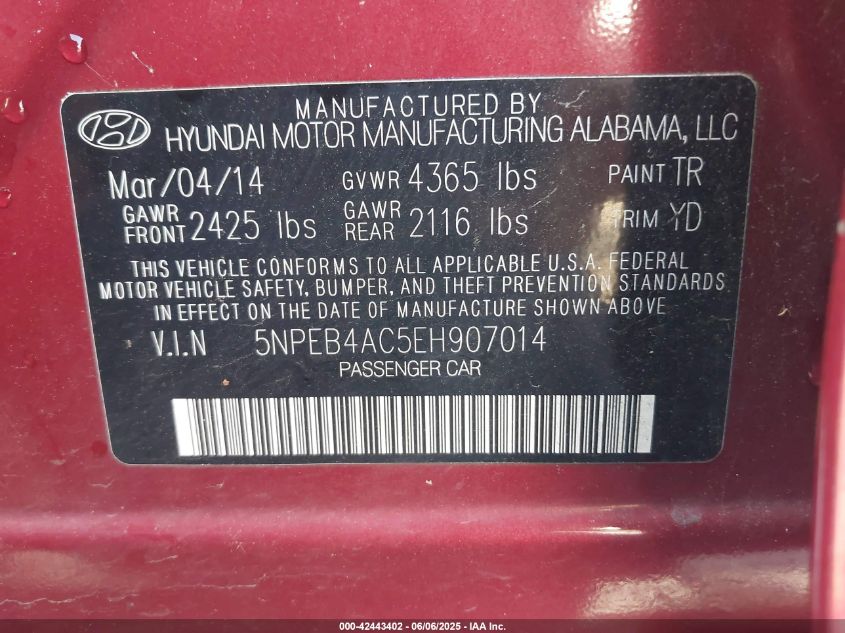 MANUFACTURED BY
HYUNDAI MOTOR MANUFACTURING ALABAMA, LLC
Mar/04/14 GVWR 4365 lbs PAINT TR
GAWR FRONT 2425 lbs GAWR REAR 2116 lbs TRIM YD
THIS VEHICLE CONFORMS TO ALL APPLICABLE U.S.A. FEDERAL
MOTOR VEHICLE SAFETY, BUMPER, AND THEFT PREVENTION STANDARDS
IN EFFECT ON THE DATE OF MANUFACTURE SHOWN ABOVE
V.I.N 5NPEB4AC5EH907014
PASSENGER CAR
000-42443402 - 06/06/2025 - IAA Inc.